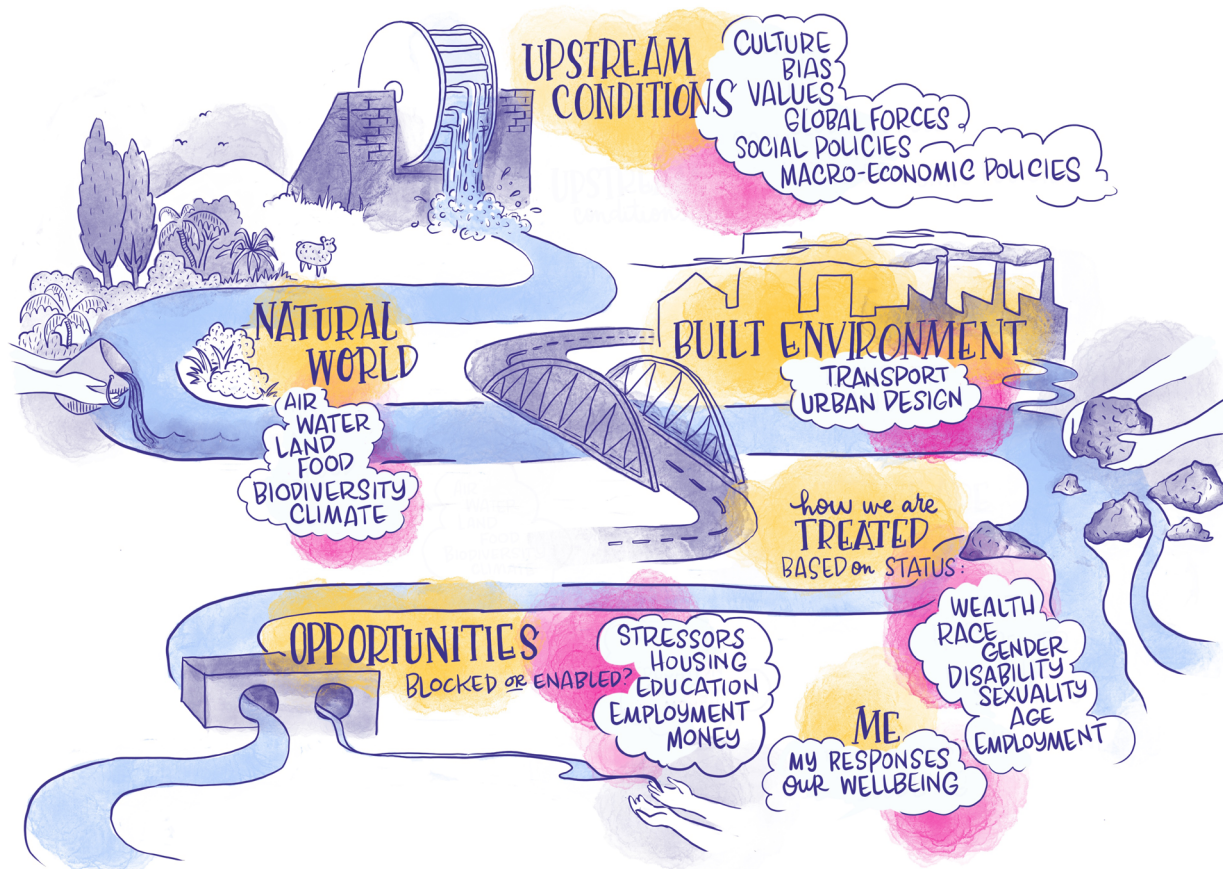 UPSTREAM
CONDITIONS
CULTURE
BIAS
VALUES
GLOBAL FORCES
SOCIAL POLICIES
MACRO-ECONOMIC POLICIES
NATURAL
WORLD
AIR
WATER
LAND
FOOD
BIODIVERSITY
CLIMATE
BUILT ENVIRONMENT
TRANSPORT
URBAN DESIGN
how we are
TREATED
BASED on STATUS:
WEALTH
RACE
GENDER
DISABILITY
SEXUALITY
AGE
EMPLOYMENT
OPPORTUNITIES
BLOCKED OR ENABLED?
STRESSORS
HOUSING
EDUCATION
EMPLOYMENT
MONEY
ME
MY RESPONSES
OUR WELLBEING